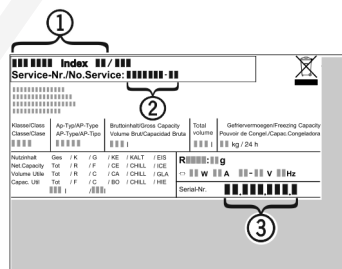 1
Index /
Service-Nr./No.Service: -
2
Klasse/Class Ap-Typ/AP-Type Bruttoinhalt/Gross Capacity Total Gefriervermoegen/Freezing Capacity
Classe/Clase AP-Type/AP-Tipo Volume Brut/Capacidad Bruta volume Pouvoir de Congel./Capac.Congeladora
l l kg / 24 h
Nutzinhalt Ges / K / G / KE / KALT / EIS
Net.Capacity Tot / R / F / CE / CHILL / ICE
Volume Utile Tot / R / C / CA / CHILL / GLA
Capac. Util Tot / F / C / BO / CHILL / HIE
l / l
R : g
W A - V Hz
Serial-Nr. . . .
3